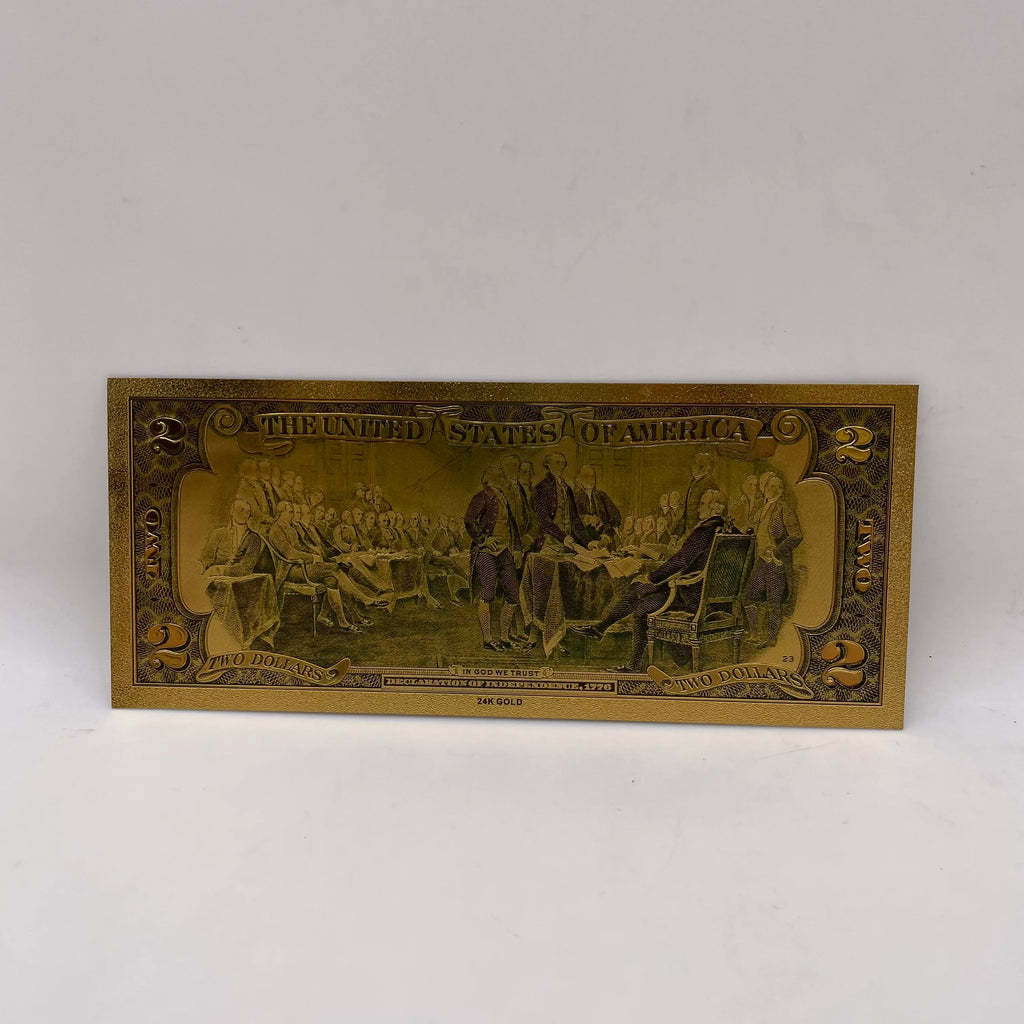 THE UNITED STATES OF AMERICA
2
2
TWO
TWO
2
2
TWO DOLLARS
TWO DOLLARS
23
IN GOD WE TRUST
DECLARATION OF INDEPENDENCE, 1776
24K GOLD